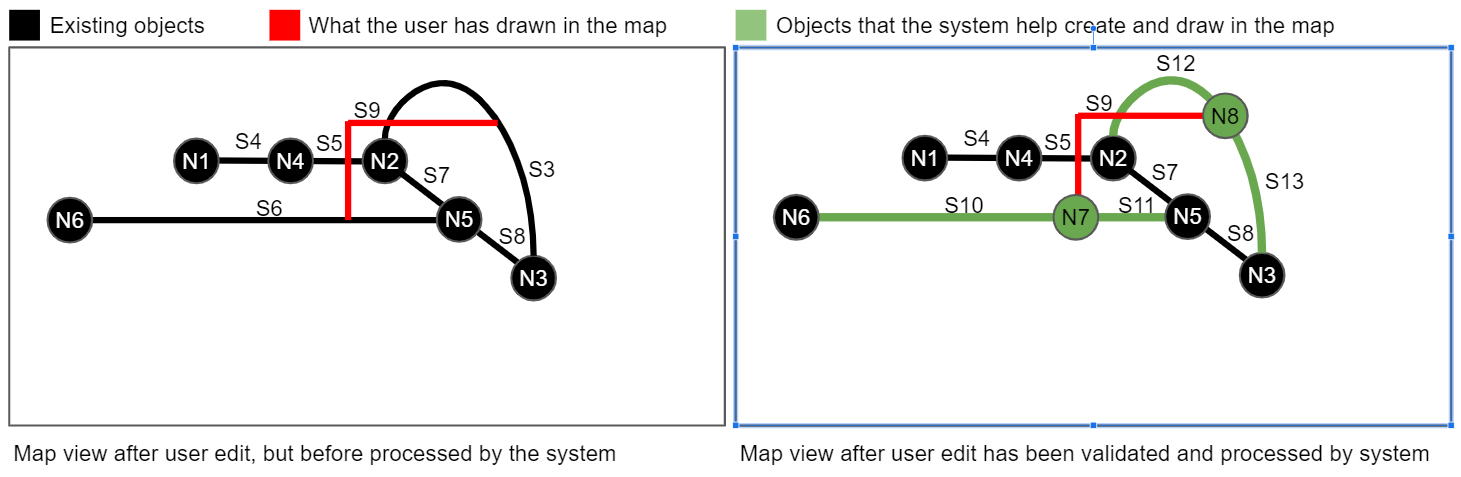 Existing objects
What the user has drawn in the map
Objects that the system help create and draw in the map
S9
S4
S5
N1
N4
N2
S7
S3
N6
S6
N5
S8
N3
S12
S9
N8
S4
S5
N1
N4
N2
S7
S13
N6
S10
N7
S11
N5
S8
N3
Map view after user edit, but before processed by the system
Map view after user edit has been validated and processed by system